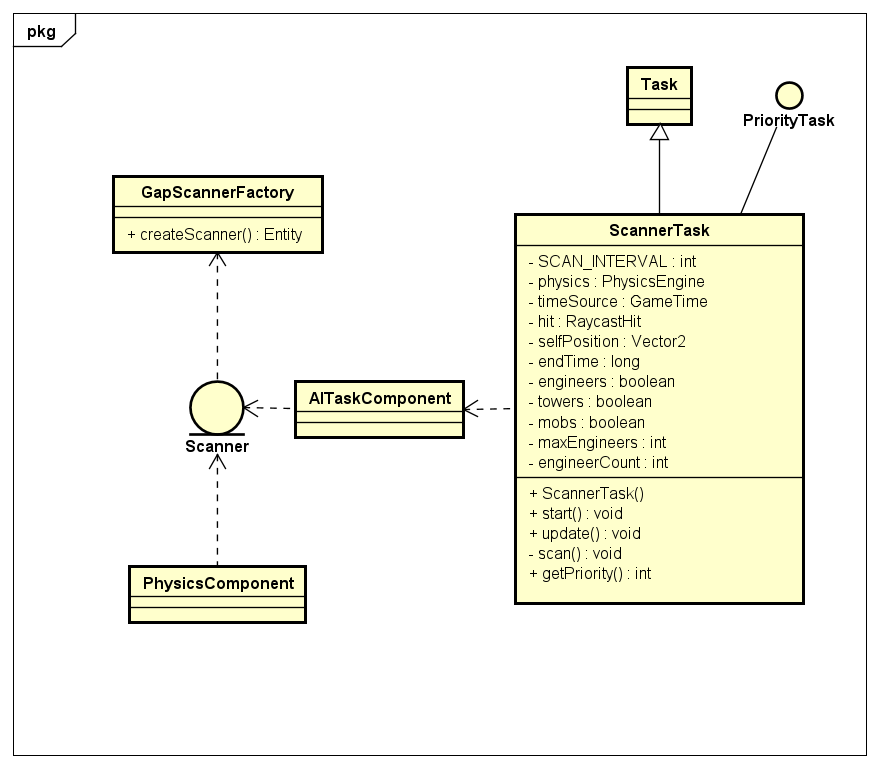 pkg
Task
PriorityTask
GapScannerFactory
+ createScanner() : Entity
Scanner
AITaskComponent
PhysicsComponent
ScannerTask
- SCAN_INTERVAL : int
- physics : PhysicsEngine
- timeSource : GameTime
- hit : RaycastHit
- selfPosition : Vector2
- endTime : long
- engineers : boolean
- towers : boolean
- mobs : boolean
- maxEngineers : int
- engineerCount : int
+ ScannerTask()
+ start() : void
+ update() : void
- scan() : void
+ getPriority() : int